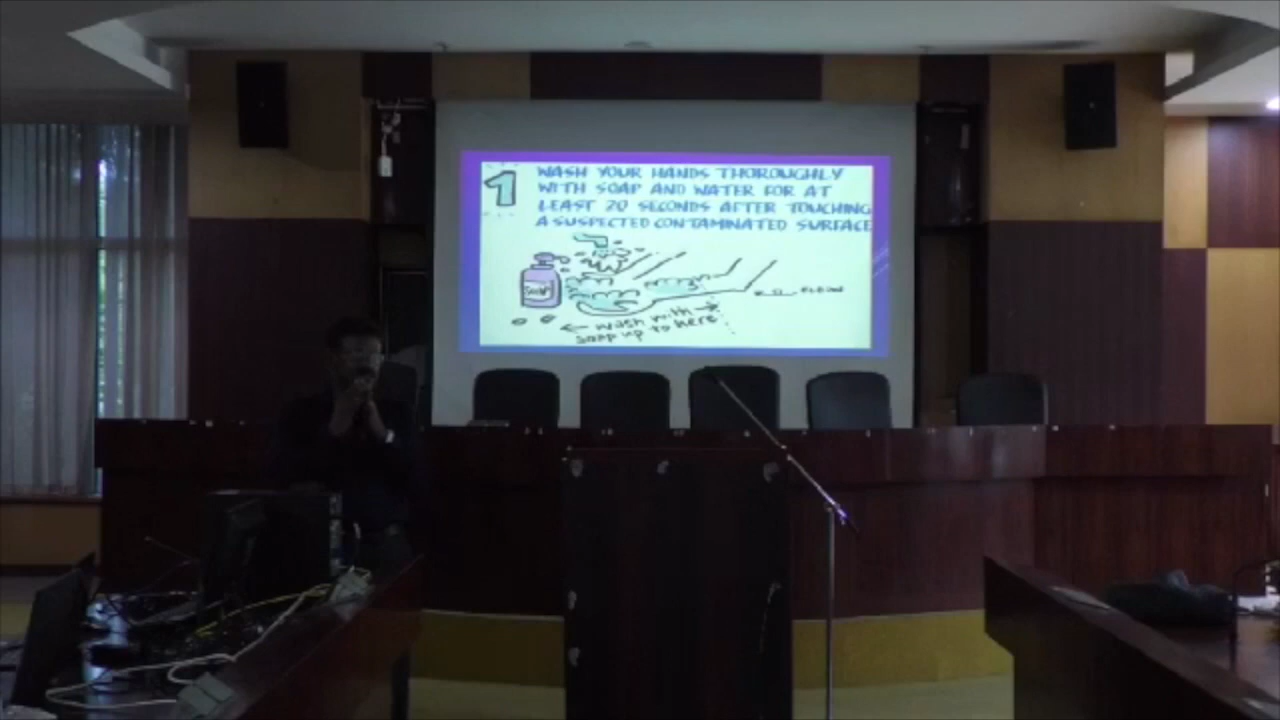 1
WASH YOUR HANDS THOROUGHLY
WITH SOAP AND WATER FOR AT
LEAST 20 SECONDS AFTER TOUCHING
A SUSPECTED CONTAMINATED SURFACE
SOAP
ELBOW
wash with
soap up to here